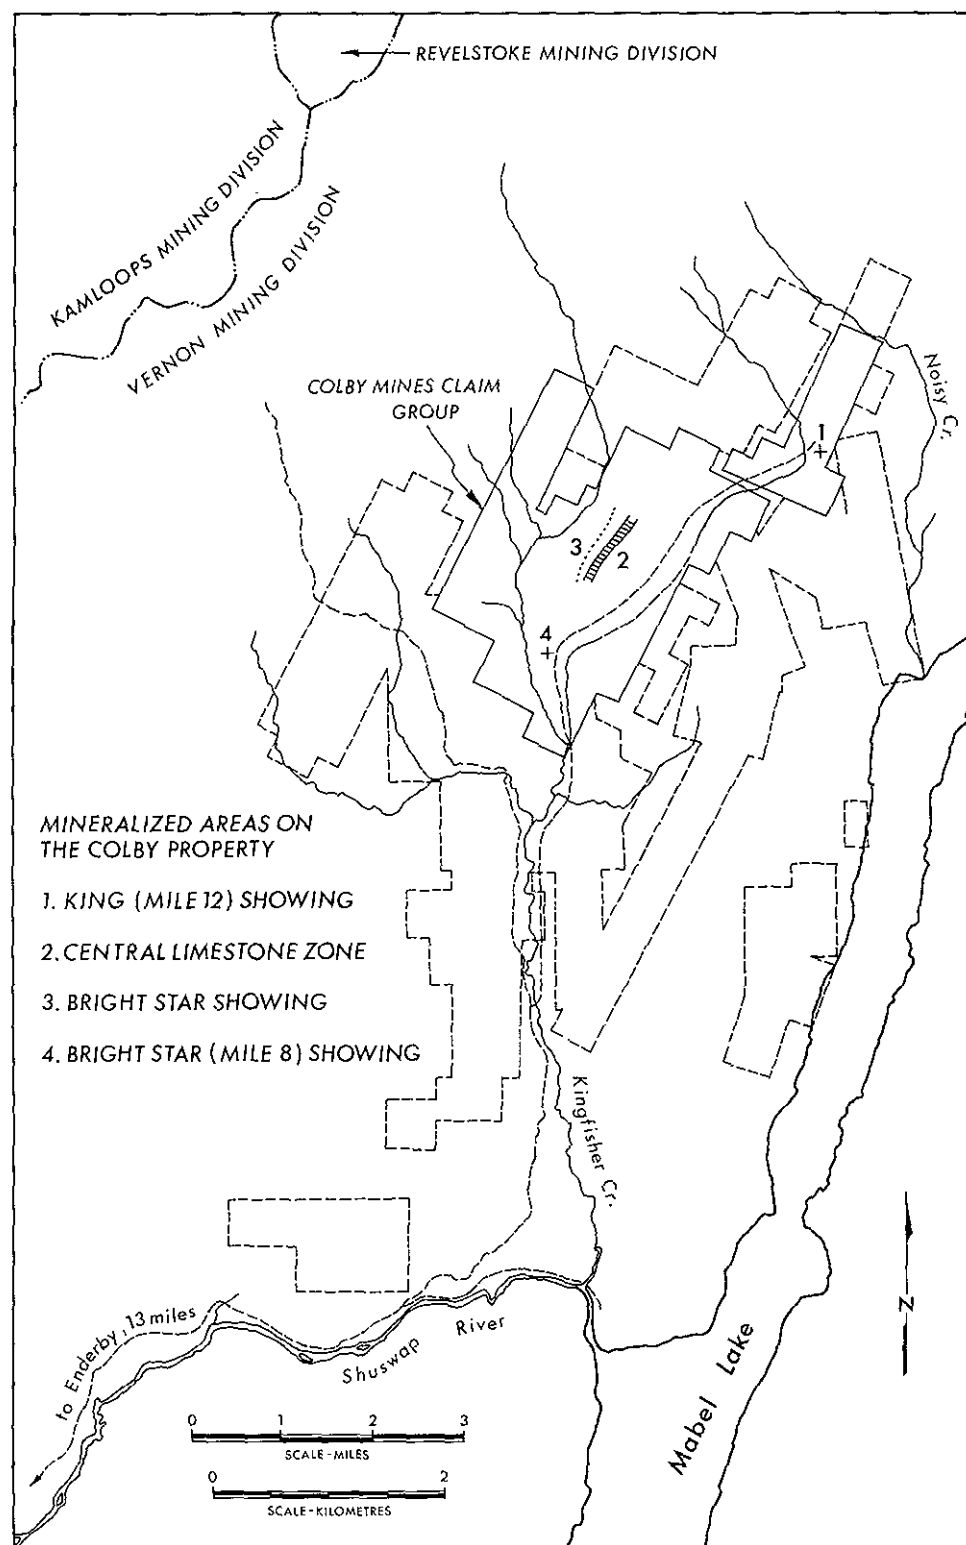 REVELSTOKE MINING DIVISION
KAMLOOPS MINING DIVISION
VERNON MINING DIVISION
COLBY MINES CLAIM
GROUP
Noisy Cr.
1
3
2
4
MINERALIZED AREAS ON
THE COLBY PROPERTY
1. KING (MILE 12) SHOWING
2. CENTRAL LIMESTONE ZONE
3. BRIGHT STAR SHOWING
4. BRIGHT STAR (MILE 8) SHOWING
Kingfisher Cr.
N
to Enderby, 13 miles
Shuswap River
Mabel Lake
0 1 2 3
SCALE-MILES
0 2
SCALE-KILOMETRES